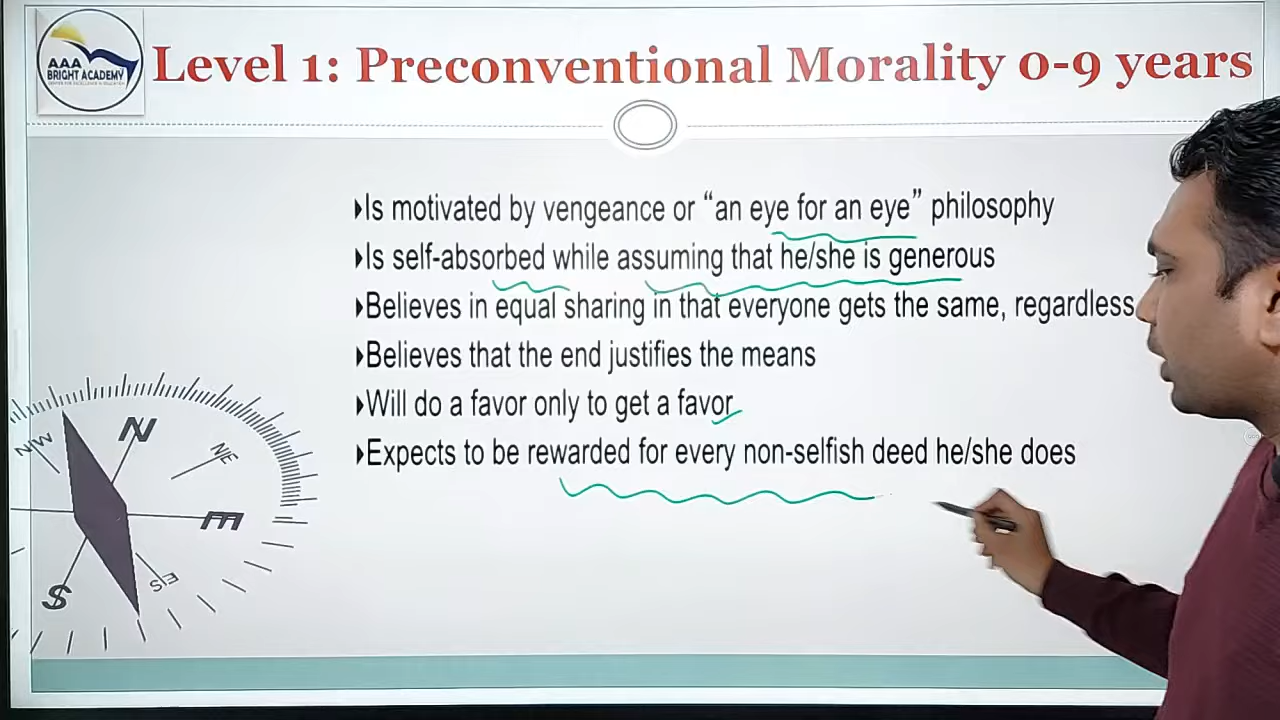 AAA
BRIGHT ACADEMY
Level 1: Preconventional Morality 0-9 years
Is motivated by vengeance or “an eye for an eye” philosophy
Is self-absorbed while assuming that he/she is generous
Believes in equal sharing in that everyone gets the same, regardless
Believes that the end justifies the means
Will do a favor only to get a favor
Expects to be rewarded for every non-selfish deed he/she does
NW
N
NE
E
SE
S